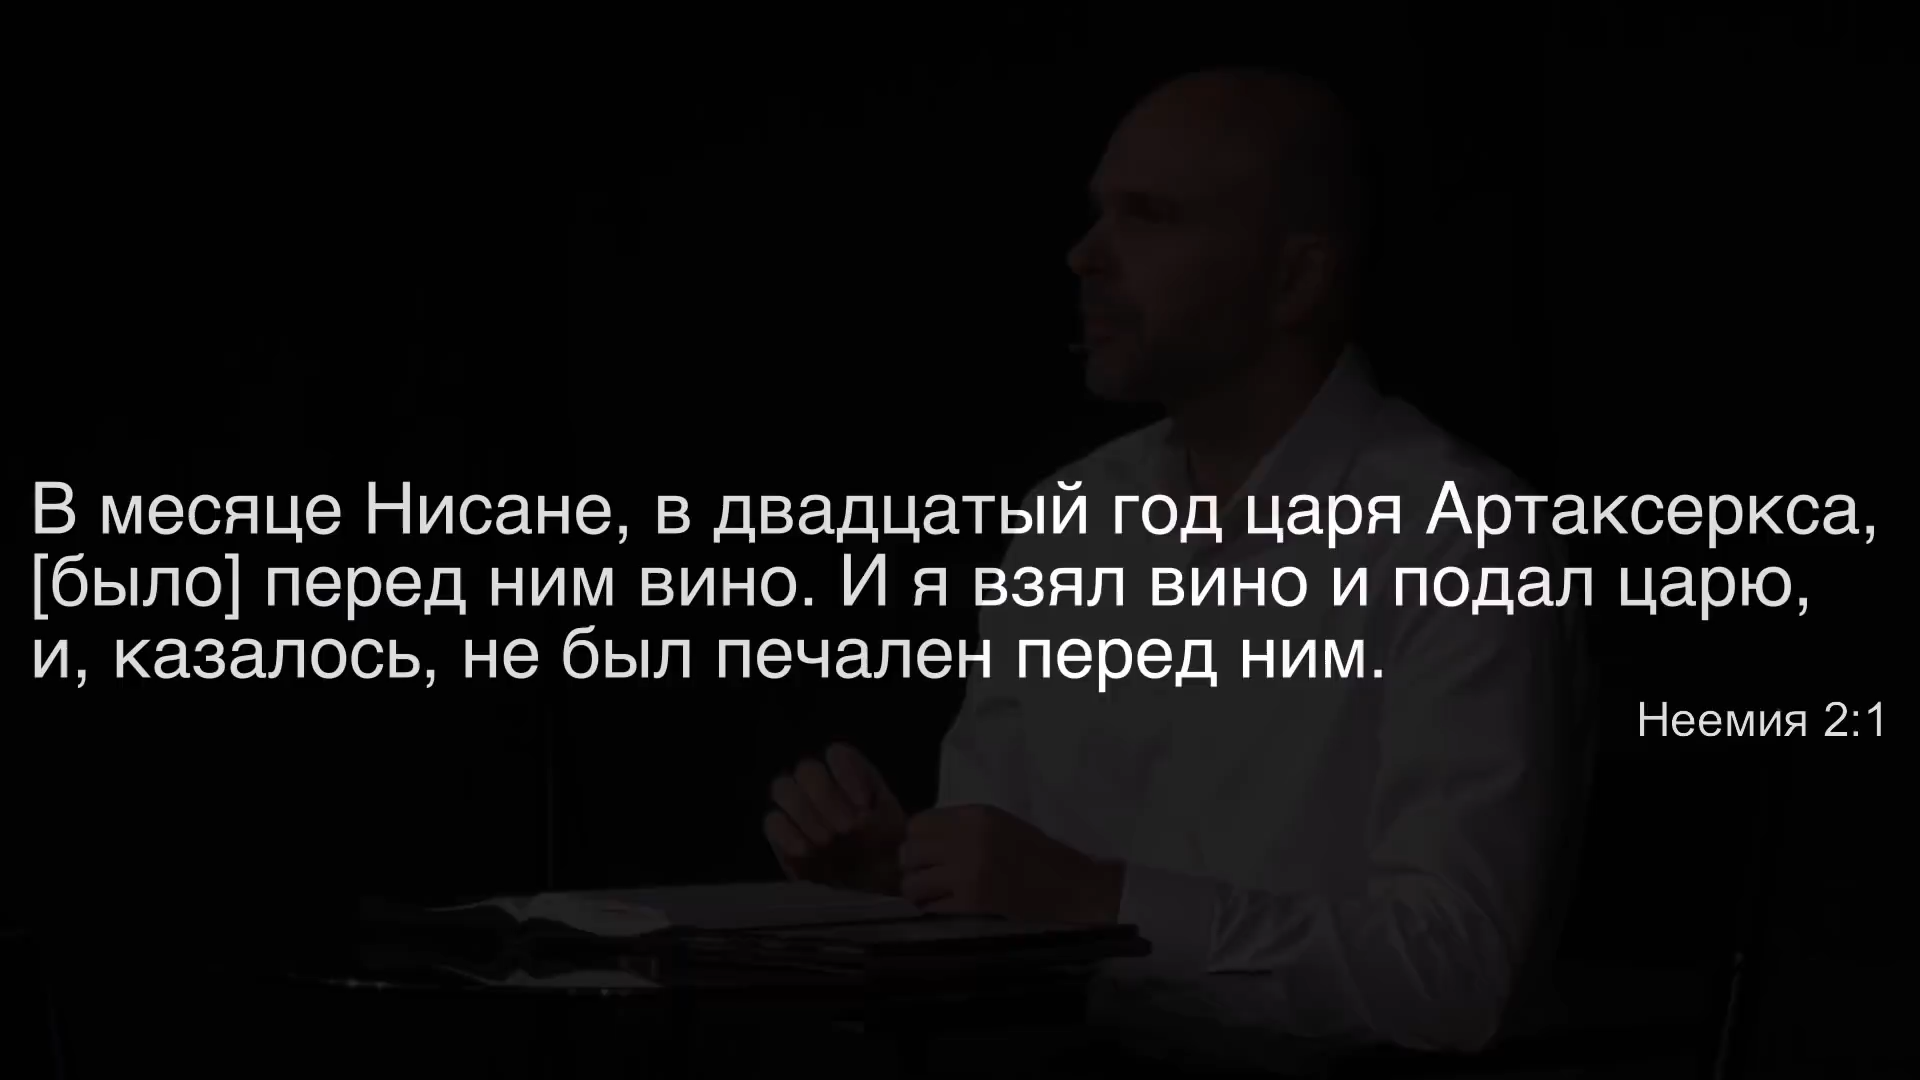 В месяце Нисане, в двадцатый год царя Артаксеркса,
[было] перед ним вино. И я взял вино и подал царю,
и, казалось, не был печален перед ним.
Неемия 2:1